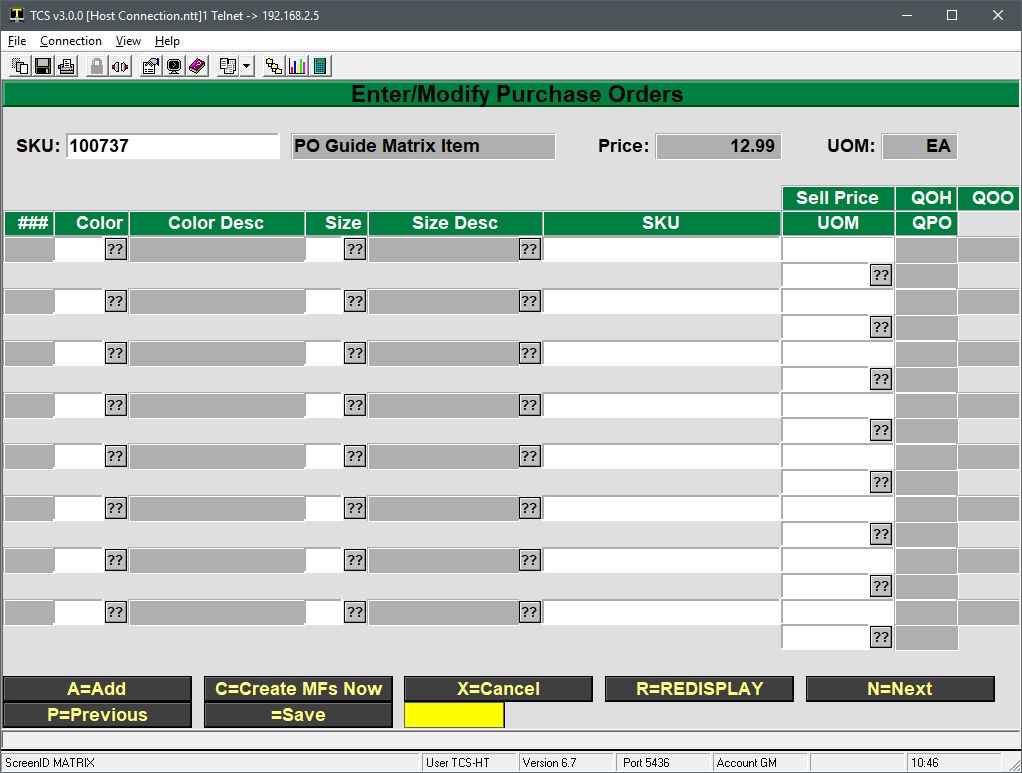 TCS v3.0.0 [Host Connection.ntt]1 Telnet -> 192.168.2.5
File Connection View Help
Enter/Modify Purchase Orders
SKU: 100737 PO Guide Matrix Item Price: 12.99 UOM: EA
Sell Price QOH QOO
### Color Color Desc Size Size Desc SKU UOM QPO
?? ?? ??
??
?? ?? ??
??
?? ?? ??
??
?? ?? ??
??
?? ?? ??
??
?? ?? ??
??
?? ?? ??
??
?? ?? ??
??
A=Add C=Create MFs Now X=Cancel R=REDISPLAY N=Next
P=Previous =Save
ScreenID MATRIX User TCS-HT Version 6.7 Port 5436 Account GM 10:46